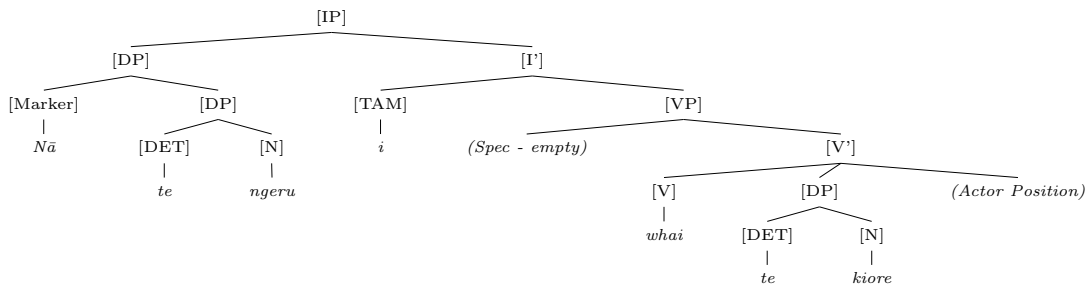 [IP]
[DP] [I']
[Marker] [DP] [TAM] [VP]
Nā [DET] [N] i (Spec - empty) [V']
te ngeru [V] [DP] (Actor Position)
whai [DET] [N]
te kiore